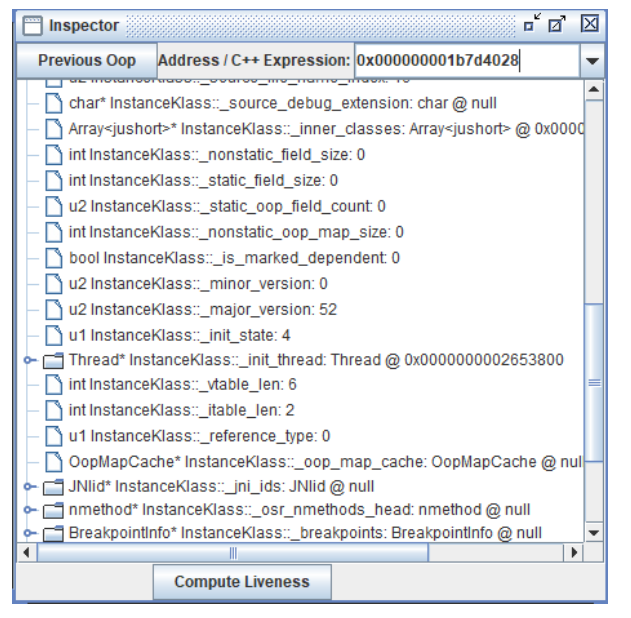 Inspector
Previous Oop Address / C++ Expression: 0x000000001b7d4028
char* InstanceKlass::_source_debug_extension: char @ null
Array<jushort>* InstanceKlass::_inner_classes: Array<jushort> @ 0x0000
int InstanceKlass::_nonstatic_field_size: 0
int InstanceKlass::_static_field_size: 0
u2 InstanceKlass::_static_oop_field_count: 0
int InstanceKlass::_nonstatic_oop_map_size: 0
bool InstanceKlass::_is_marked_dependent: 0
u2 InstanceKlass::_minor_version: 0
u2 InstanceKlass::_major_version: 52
u1 InstanceKlass::_init_state: 4
Thread* InstanceKlass::_init_thread: Thread @ 0x0000000002653800
int InstanceKlass::_vtable_len: 6
int InstanceKlass::_itable_len: 2
u1 InstanceKlass::_reference_type: 0
OopMapCache* InstanceKlass::_oop_map_cache: OopMapCache @ nul
JNIid* InstanceKlass::_jni_ids: JNIid @ null
nmethod* InstanceKlass::_osr_nmethods_head: nmethod @ null
BreakpointInfo* InstanceKlass::_breakpoints: BreakpointInfo @ null
Compute Liveness